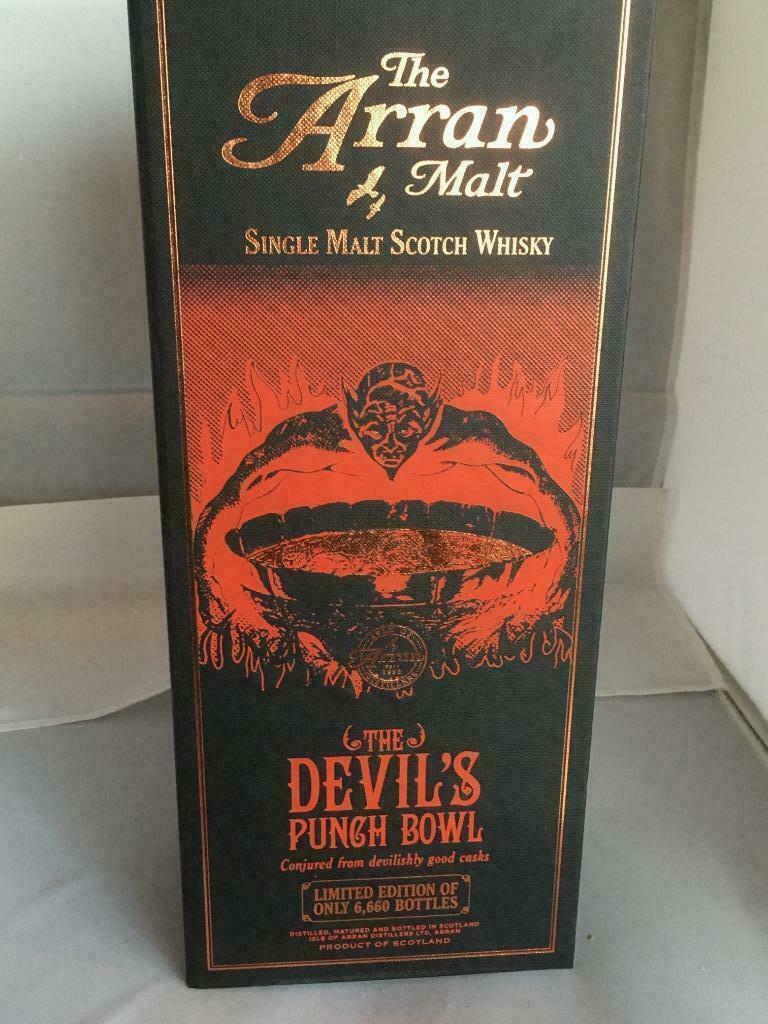 The
Arran
Malt
SINGLE MALT SCOTCH WHISKY
Arran
THE
DEVIL'S
PUNCH BOWL
Conjured from devilishly good casks
LIMITED EDITION OF
ONLY 6,660 BOTTLES
DISTILLED, MATURED AND BOTTLED IN SCOTLAND
ISLE OF ARRAN DISTILLERS LTD, ARRAN
PRODUCT OF SCOTLAND